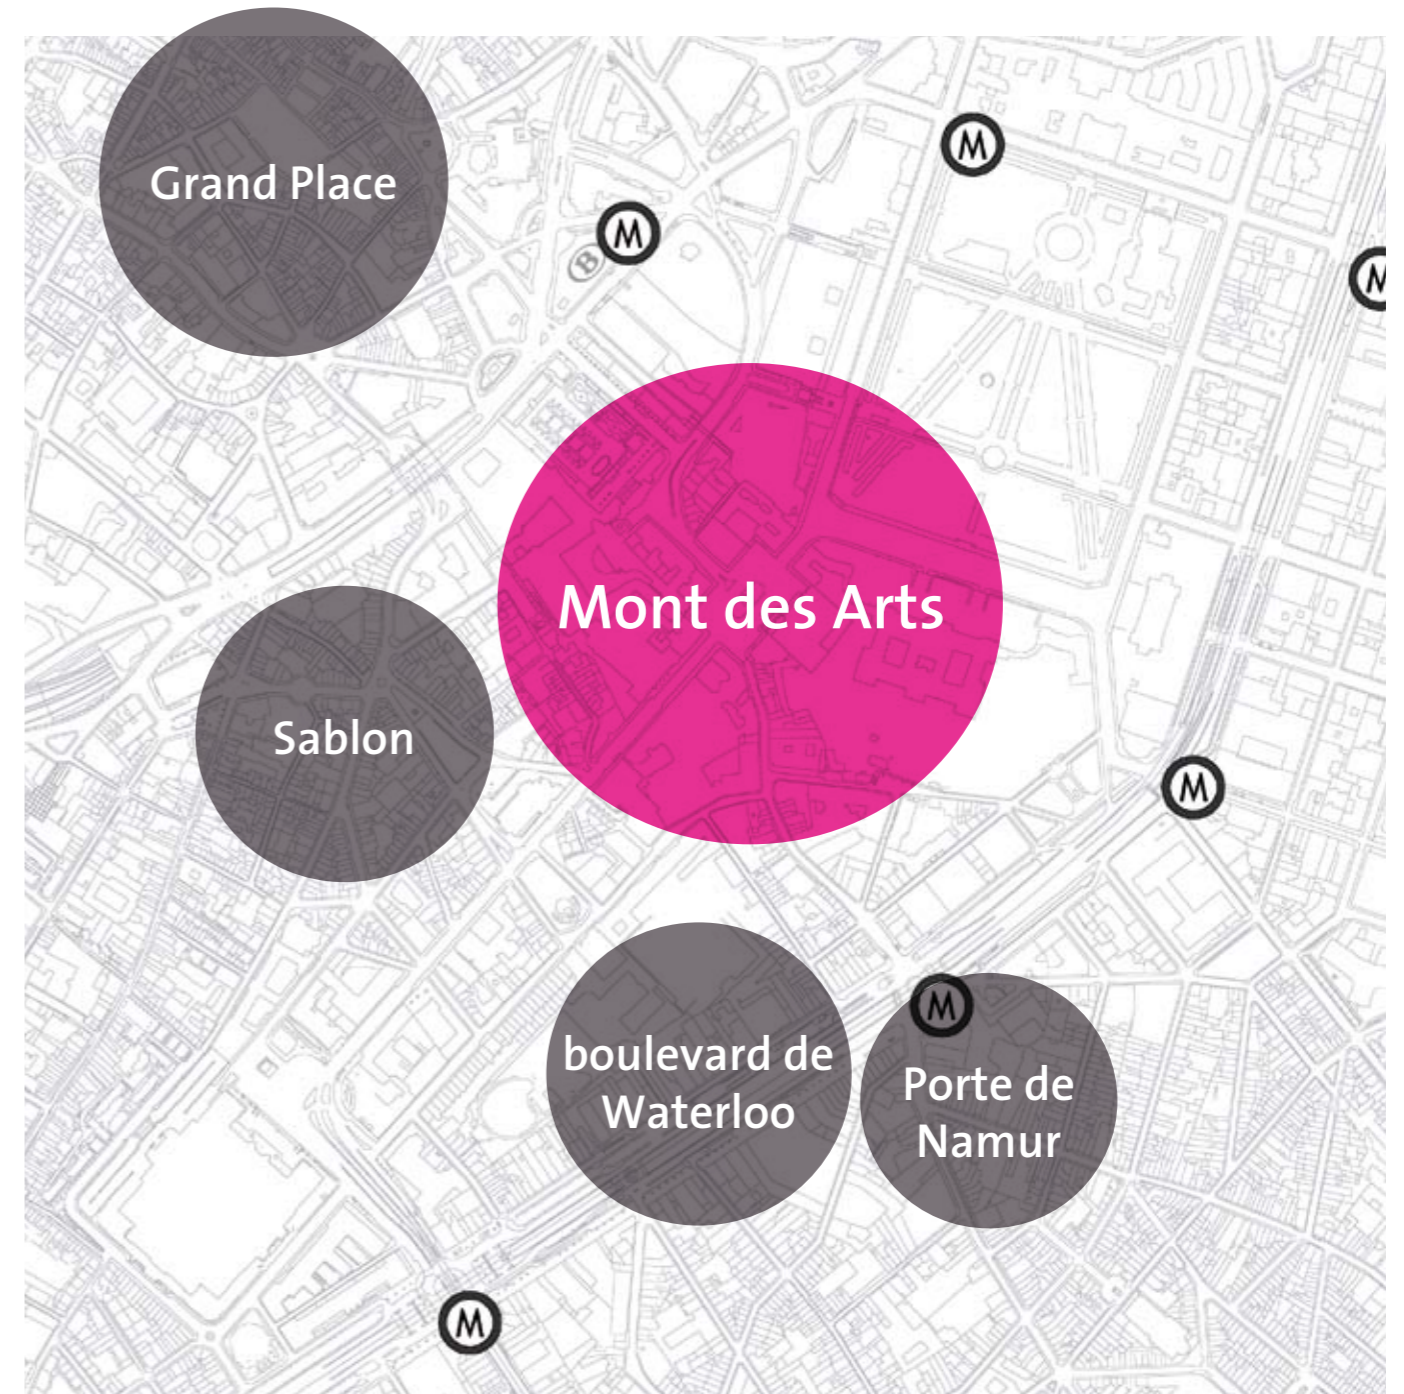 Grand Place
M
M
B
M
Mont des Arts
Sablon
M
M
boulevard de
Waterloo
Porte de
Namur
M